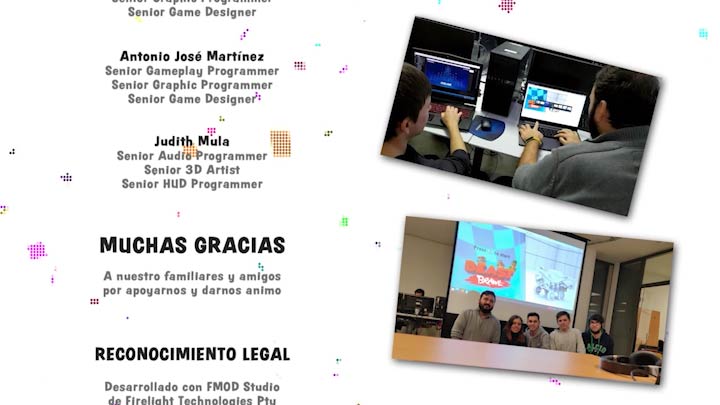 Senior Graphic Programmer
Senior Game Designer
Antonio José Martínez
Senior Gameplay Programmer
Senior Graphic Programmer
Senior Game Designer
Judith Mula
Senior Audio Programmer
Senior 3D Artist
Senior HUD Programmer
MUCHAS GRACIAS
A nuestro familiares y amigos
por apoyarnos y darnos animo
RECONOCIMIENTO LEGAL
Desarrollado con FMOD Studio
de Firelight Technologies Pty
BRAWL